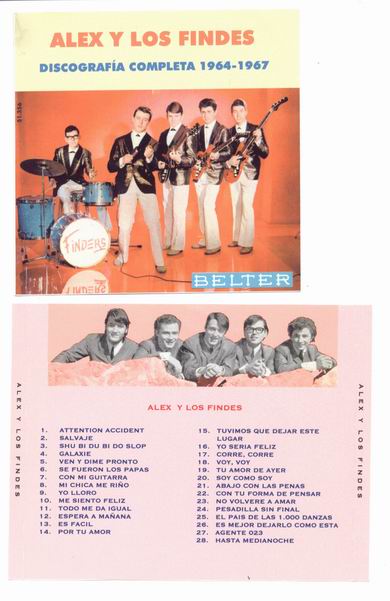 ALEX Y LOS FINDES
DISCOGRAFÍA COMPLETA 1964-1967
51.356
FINDERS
BELTER
ALEX Y LOS FINDES
ALEX Y LOS FINDES
1. ATTENTION ACCIDENT
2. SALVAJE
3. SHU BI DU BI DO SLOP
4. GALAXIE
5. VEN Y DIME PRONTO
6. SE FUERON LOS PAPAS
7. CON MI GUITARRA
8. MI CHICA ME RIÑO
9. YO LLORO
10. ME SIENTO FELIZ
11. TODO ME DA IGUAL
12. ESPERA A MAÑANA
13. ES FACIL
14. POR TU AMOR
15. TUVIMOS QUE DEJAR ESTE
LUGAR
16. YO SERIA FELIZ
17. CORRE, CORRE
18. VOY, VOY
19. TU AMOR DE AYER
20. SOY COMO SOY
21. ABAJO CON LAS PENAS
22. CON TU FORMA DE PENSAR
23. NO VOLVERE A AMAR
24. PESADILLA SIN FINAL
25. EL PAIS DE LAS 1.000 DANZAS
26. ES MEJOR DEJARLO COMO ESTA
27. AGENTE 023
28. HASTA MEDIANOCHE
ALEX Y LOS FINDES